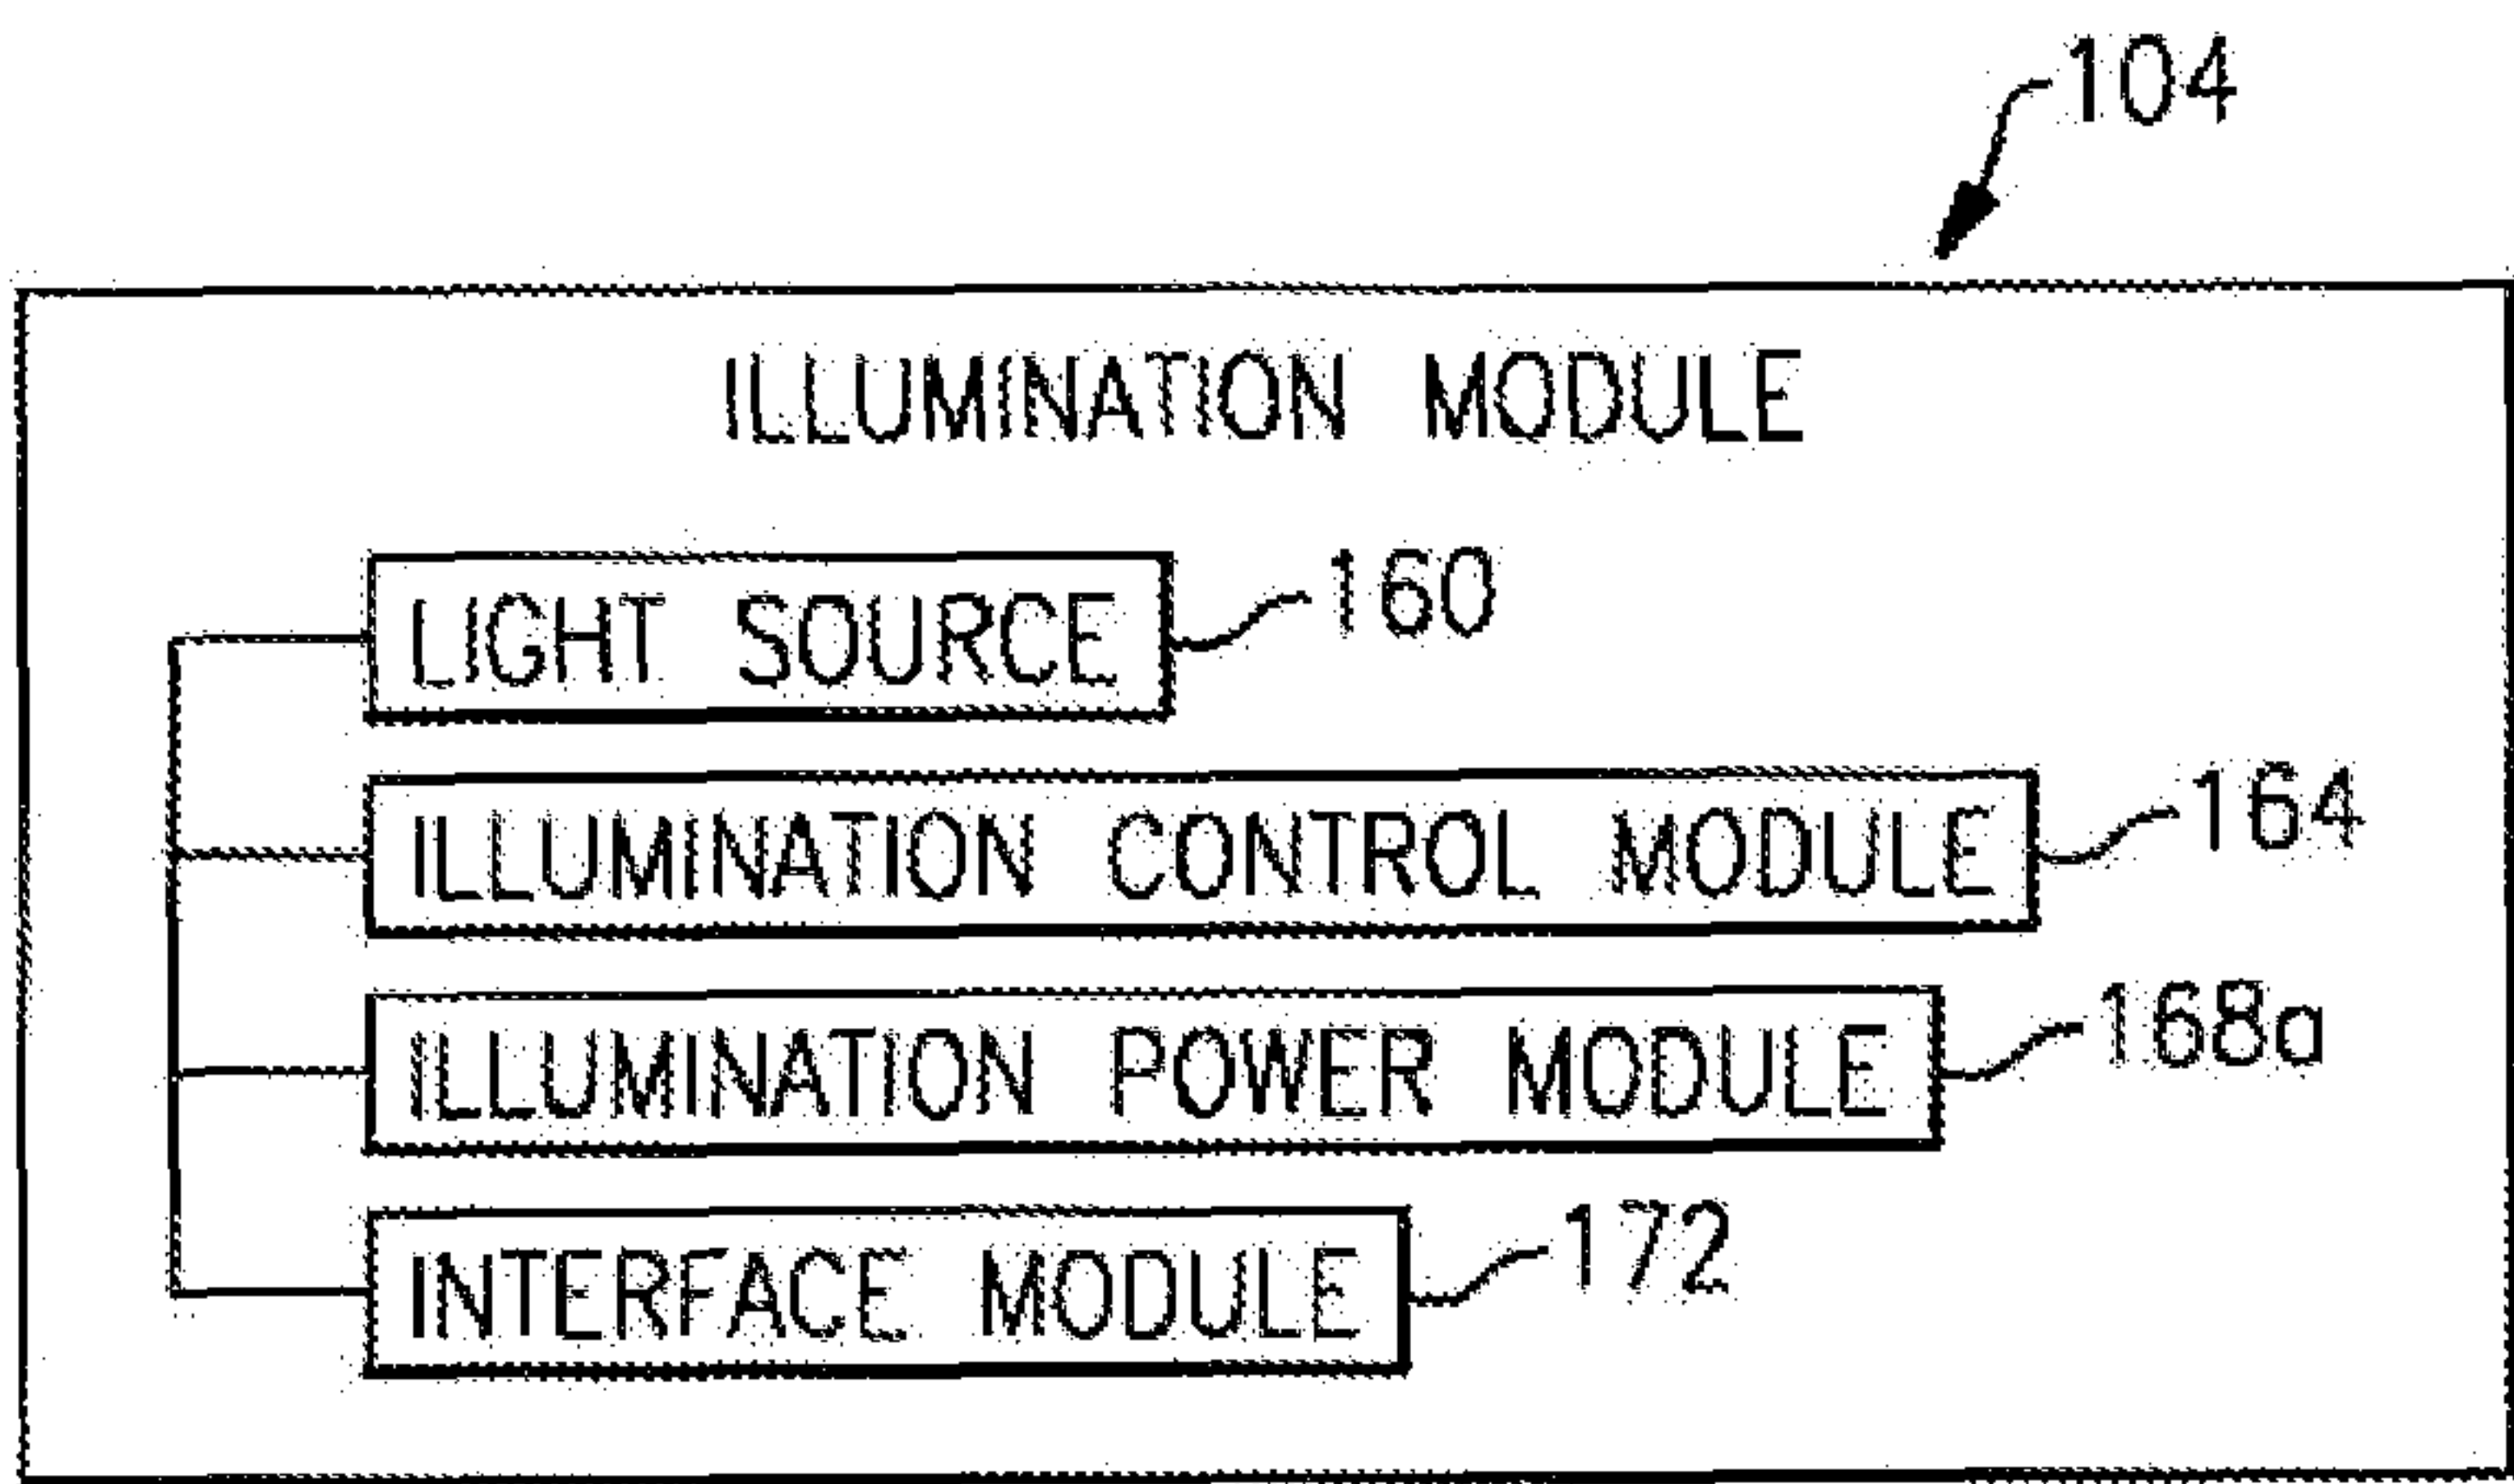 104
ILLUMINATION MODULE
LIGHT SOURCE 160
ILLUMINATION CONTROL MODULE 164
ILLUMINATION POWER MODULE 168a
INTERFACE MODULE 172